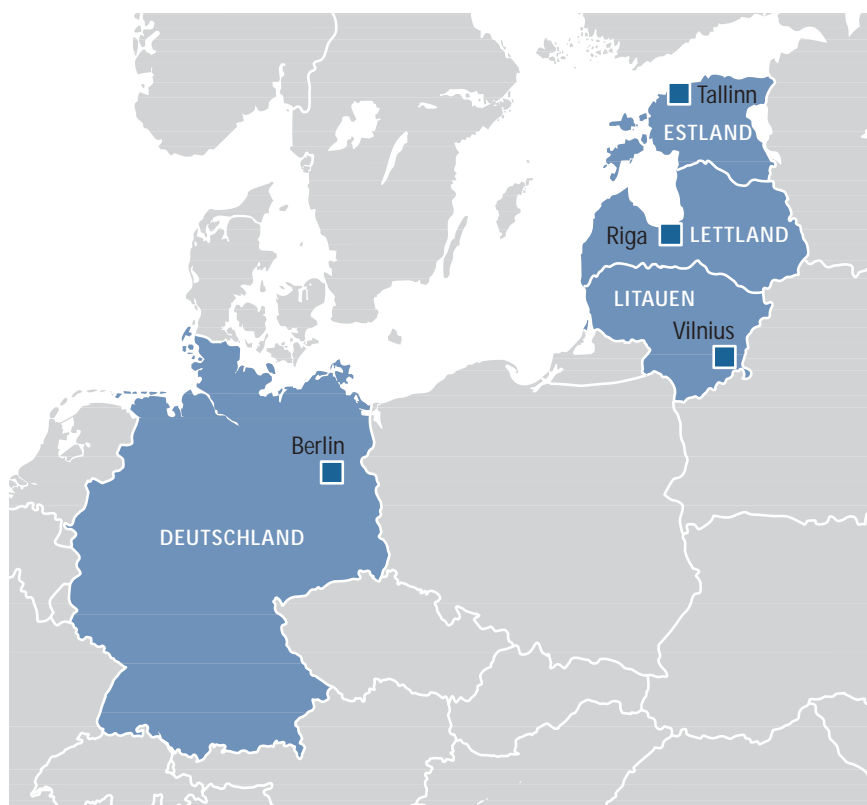 Tallinn
ESTLAND
Riga
LETTLAND
LITAUEN
Vilnius
Berlin
DEUTSCHLAND